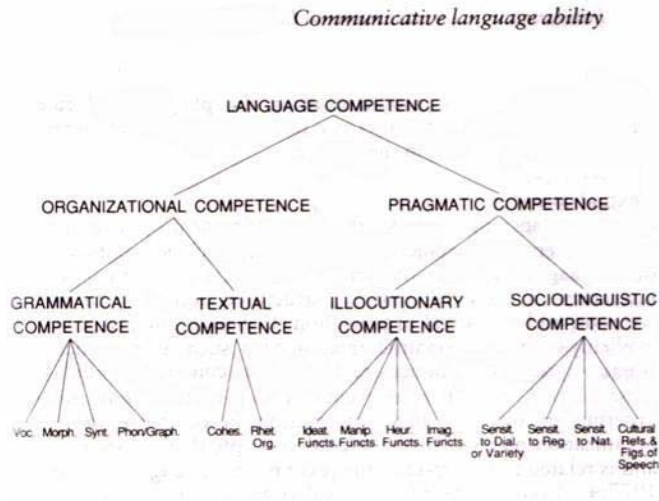 Communicative language ability
LANGUAGE COMPETENCE
ORGANIZATIONAL COMPETENCE
PRAGMATIC COMPETENCE
GRAMMATICAL
COMPETENCE
TEXTUAL
COMPETENCE
ILLOCUTIONARY
COMPETENCE
SOCIOLINGUISTIC
COMPETENCE
Voc.
Morph.
Synt.
Phon/Graph.
Cohes.
Rhet.
Org.
Ideat.
Functs.
Manip.
Functs.
Heur.
Functs.
Imag.
Functs.
Sensit.
to Dial.
or Variety
Sensit.
to Reg.
Sensit.
to Nat.
Cultural
Refs. &
Figs. of
Speech